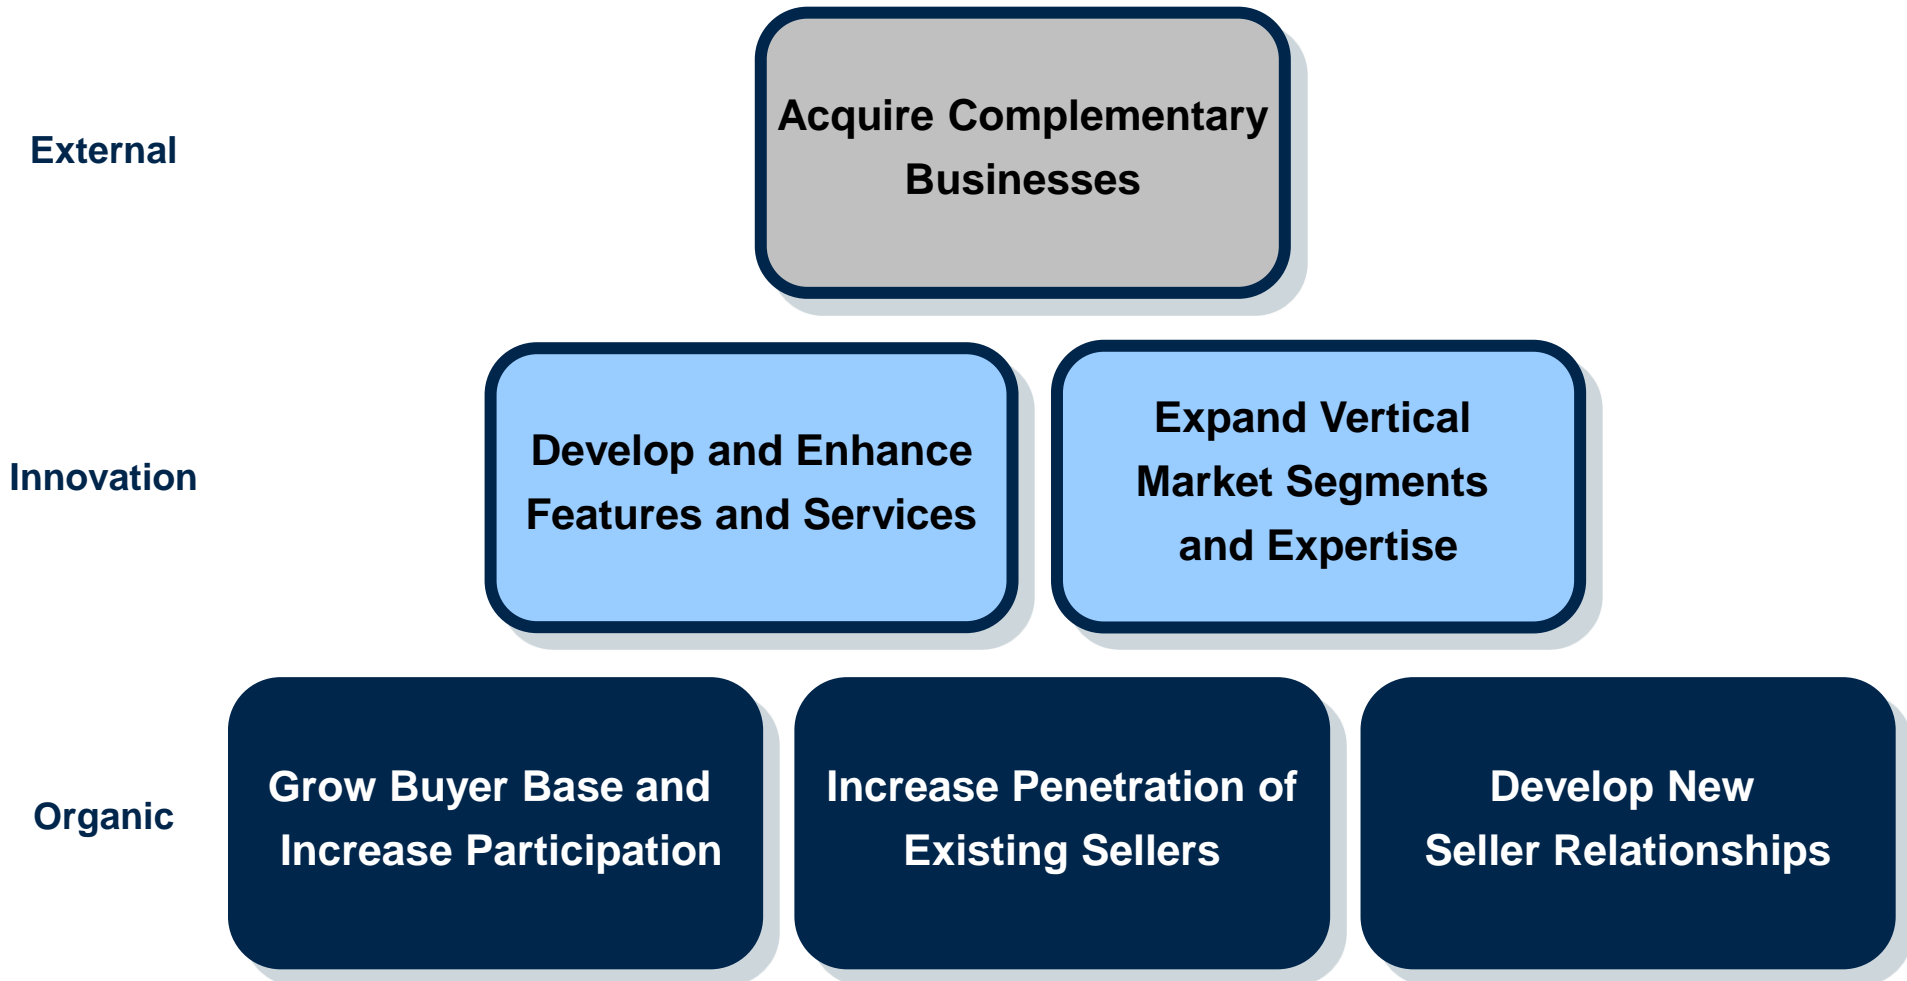 External
Acquire Complementary
Businesses
Innovation
Develop and Enhance
Features and Services
Expand Vertical
Market Segments
and Expertise
Organic
Grow Buyer Base and
Increase Participation
Increase Penetration of
Existing Sellers
Develop New
Seller Relationships